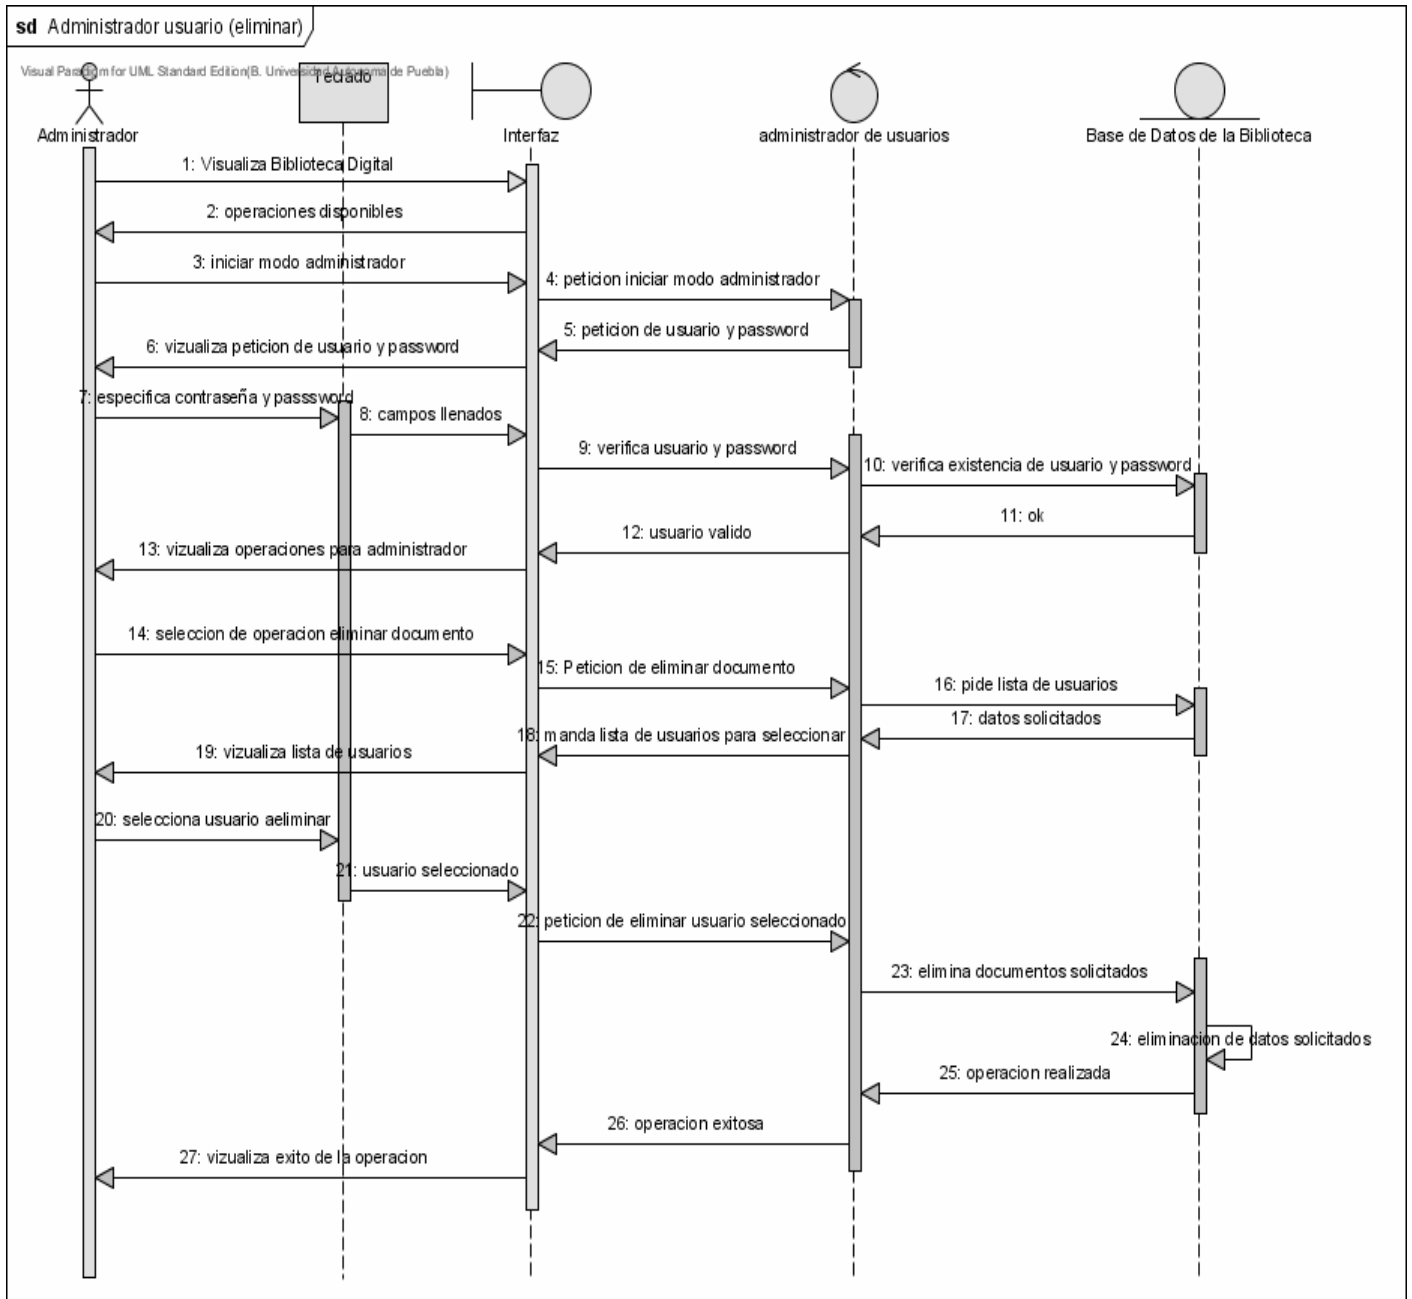 sd Administrador usuario (eliminar)
Visual Paradigm for UML Standard Edition(B. Universidad Autonoma de Puebla)
Teclado
Administrador
Interfaz
administrador de usuarios
Base de Datos de la Biblioteca
1: Visualiza Biblioteca Digital
2: operaciones disponibles
3: iniciar modo administrador
4: peticion iniciar modo administrador
5: peticion de usuario y password
6: vizualiza peticion de usuario y password
7: especifica contraseña y passsword
8: campos llenados
9: verifica usuario y password
10: verifica existencia de usuario y password
11: ok
12: usuario valido
13: vizualiza operaciones para administrador
14: seleccion de operacion eliminar documento
15: Peticion de eliminar documento
16: pide lista de usuarios
17: datos solicitados
18: manda lista de usuarios para seleccionar
19: vizualiza lista de usuarios
20: selecciona usuario aeliminar
21: usuario seleccionado
22: peticion de eliminar usuario seleccionado
23: elimina documentos solicitados
24: eliminacion de datos solicitados
25: operacion realizada
26: operacion exitosa
27: vizualiza exito de la operacion